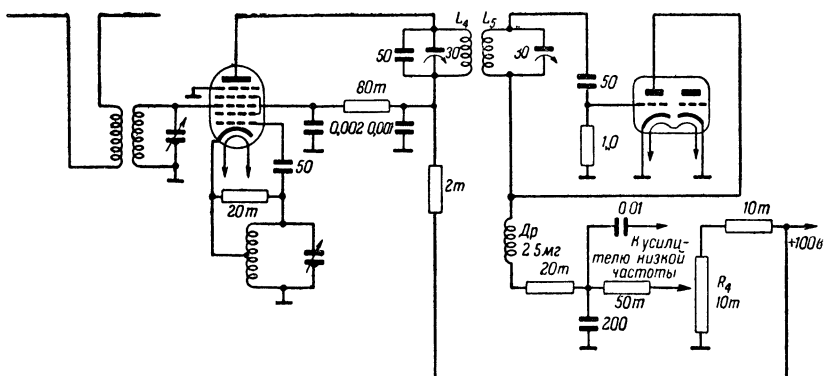 L₄
L₅
50
30
30
50
80т
0,002
0,001
1,0
50
20т
2т
Др
2 5мг
0 01
К усили-
телю низкой
частоты
20т
50т
200
10т
+100в
R₄
10т